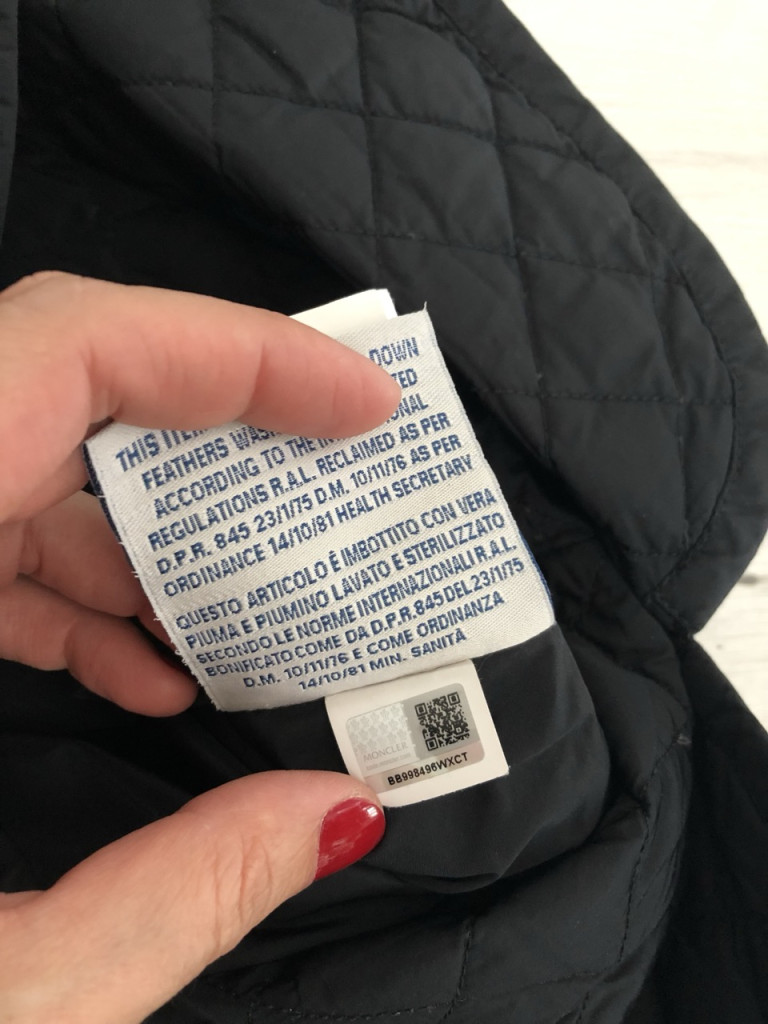 DOWN
THIS
FEATHERS
ACCORDING TO THE
REGULATIONS R.A.L. RECLAIMED AS PER
D.P.R. 845 23/1/75 D.M. 10/11/76 AS PER
ORDINANCE 14/10/81 HEALTH SECRETARY
QUESTO ARTICOLO È IMBOTTITO CON VERA
PIUMA E PIUMINO LAVATO E STERILIZZATO
SECONDO LE NORME INTERNAZIONALI R.A.L.
BONIFICATO COME DA D.P.R. 845 DEL 23/1/75
D.M. 10/11/76 E COME ORDINANZA
14/10/81 MIN. SANITÀ
MONCLER
BB998496WXCT